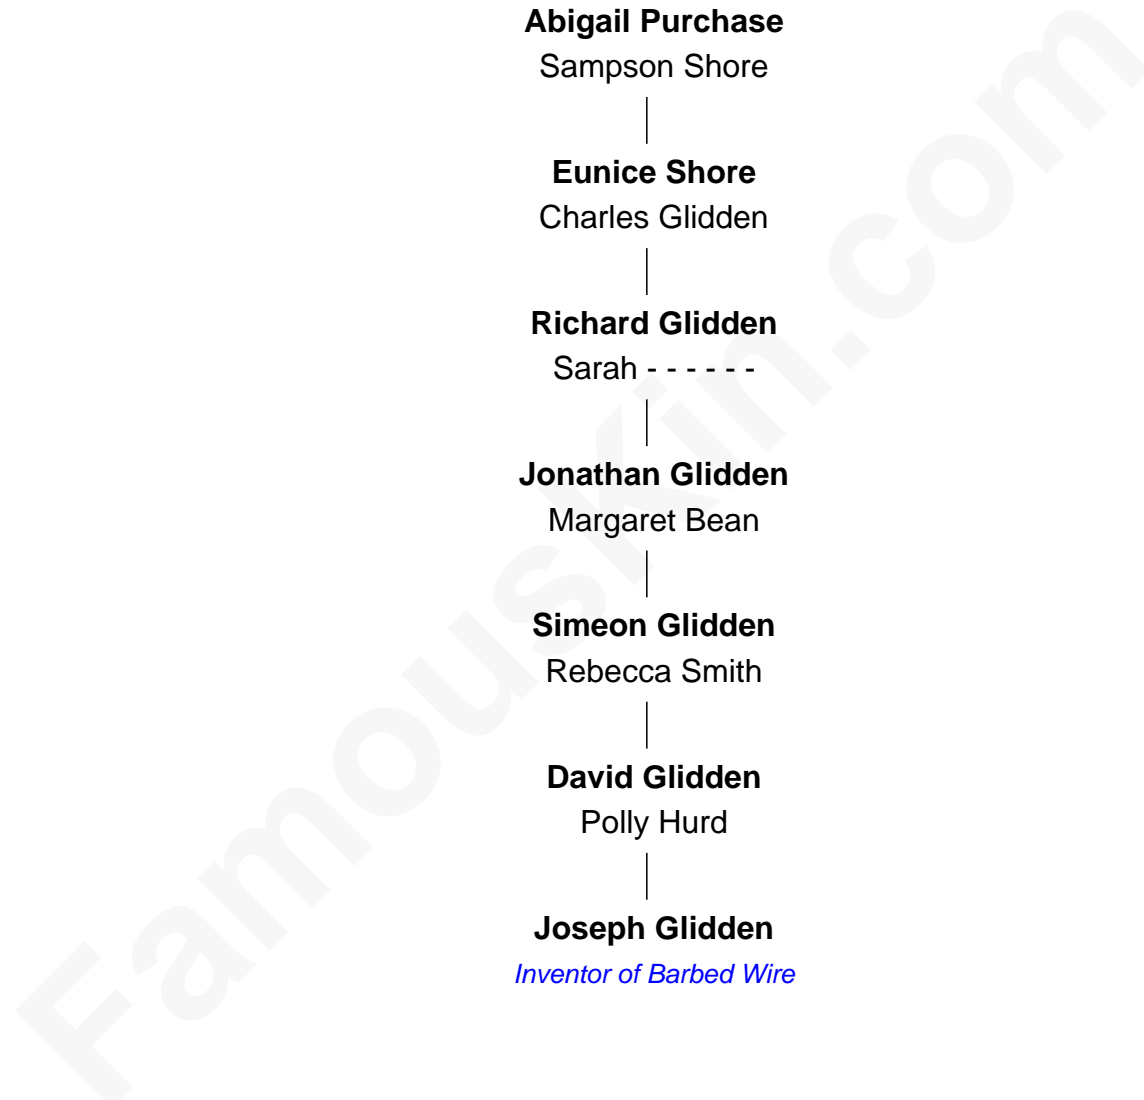 Abigail Purchase
Sampson Shore
Eunice Shore
Charles Glidden
Richard Glidden
Sarah - - - - - -
Jonathan Glidden
Margaret Bean
Simeon Glidden
Rebecca Smith
David Glidden
Polly Hurd
Joseph Glidden
Inventor of Barbed Wire
FamousKin.com